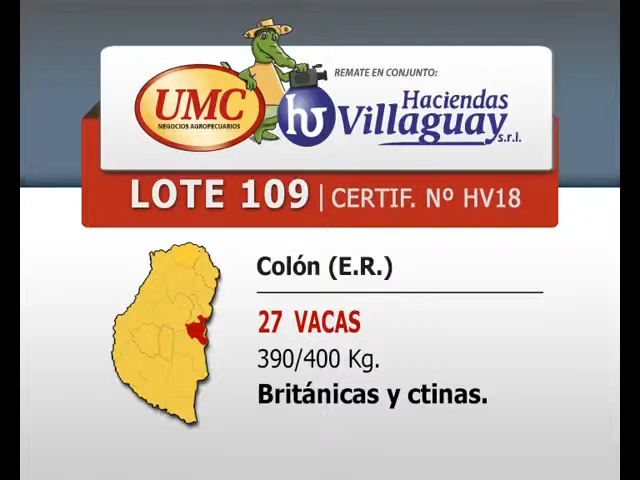 REMATE EN CONJUNTO:
UMC
NEGOCIOS AGROPECUARIOS
hv
Haciendas
Villaguay
s.r.l.
LOTE 109 | CERTIF. Nº HV18
Colón (E.R.)
27 VACAS
390/400 Kg.
Británicas y ctinas.